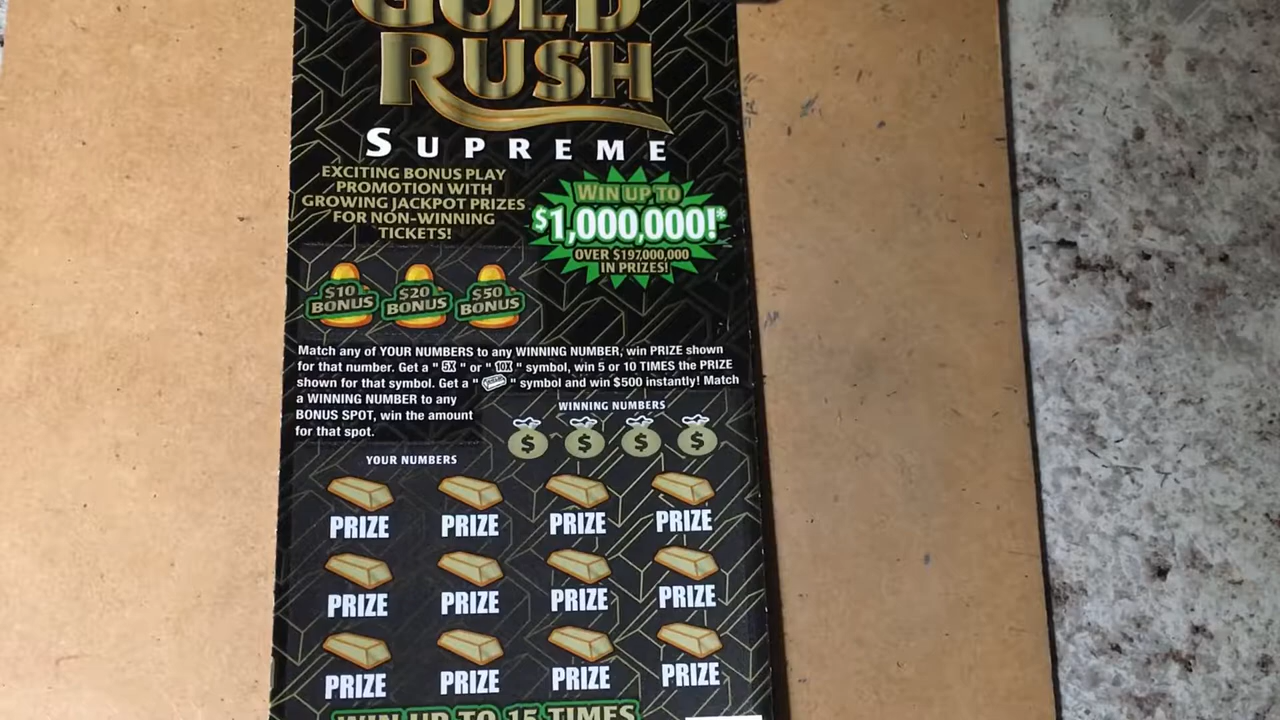 GOLD
RUSH
SUPREME
EXCITING BONUS PLAY
PROMOTION WITH
GROWING JACKPOT PRIZES
FOR NON-WINNING
TICKETS!
WIN UP TO
$1,000,000!*
OVER $197,000,000
IN PRIZES!
$10
BONUS
$20
BONUS
$50
BONUS
Match any of YOUR NUMBERS to any WINNING NUMBER, win PRIZE shown
for that number. Get a "5X" or "10X" symbol, win 5 or 10 TIMES the PRIZE
shown for that symbol. Get a " " symbol and win $500 instantly! Match
a WINNING NUMBER to any
BONUS SPOT, win the amount
for that spot.
WINNING NUMBERS
$ $ $ $
YOUR NUMBERS
PRIZE PRIZE PRIZE PRIZE
PRIZE PRIZE PRIZE PRIZE
PRIZE PRIZE PRIZE PRIZE
WIN UP TO 15 TIMES